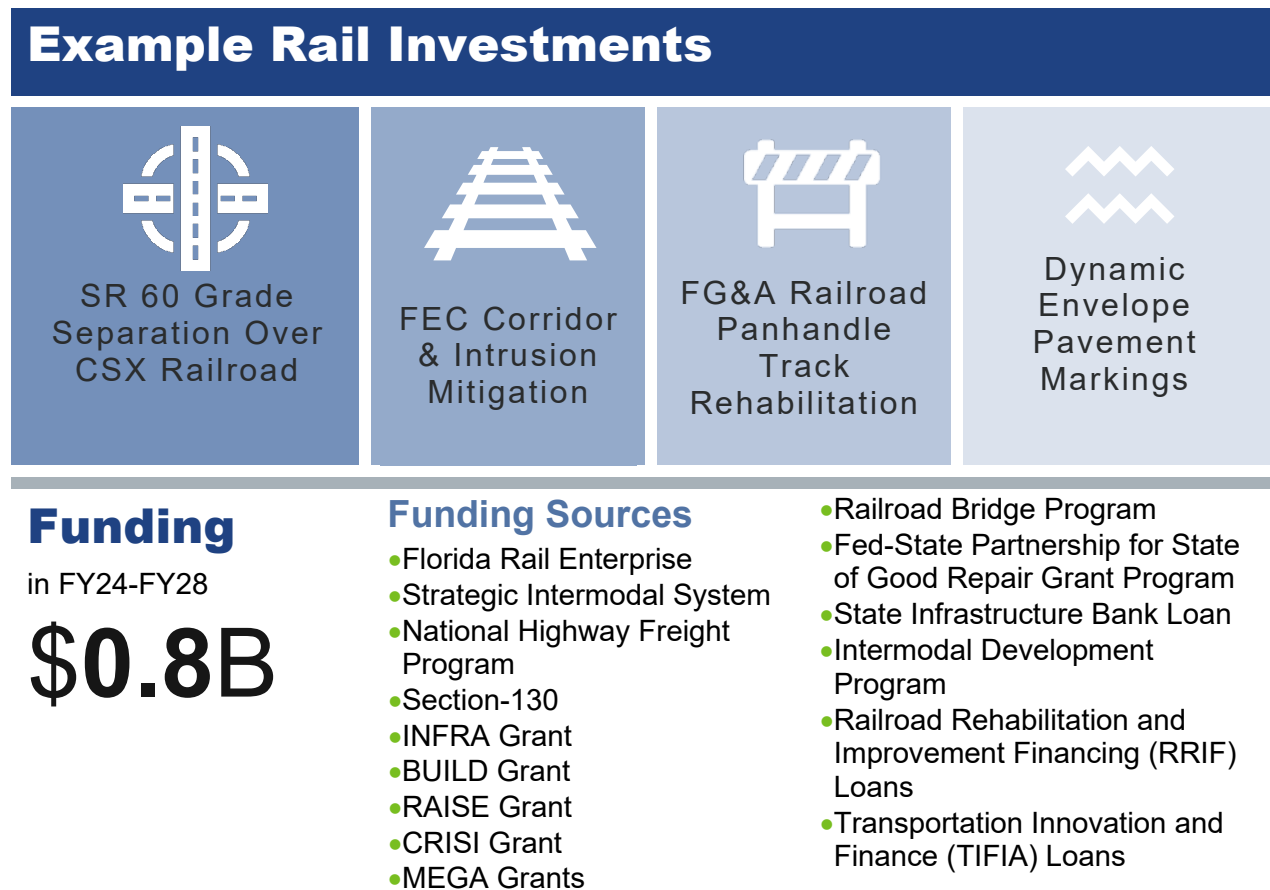 Example Rail Investments
SR 60 Grade
Separation Over
CSX Railroad
FEC Corridor
& Intrusion
Mitigation
FG&A Railroad
Panhandle
Track
Rehabilitation
Dynamic
Envelope
Pavement
Markings
Funding
in FY24-FY28
$0.8B
Funding Sources
•Florida Rail Enterprise
•Strategic Intermodal System
•National Highway Freight
Program
•Section-130
•INFRA Grant
•BUILD Grant
•RAISE Grant
•CRISI Grant
•MEGA Grants
•Railroad Bridge Program
•Fed-State Partnership for State
of Good Repair Grant Program
•State Infrastructure Bank Loan
•Intermodal Development
Program
•Railroad Rehabilitation and
Improvement Financing (RRIF)
Loans
•Transportation Innovation and
Finance (TIFIA) Loans